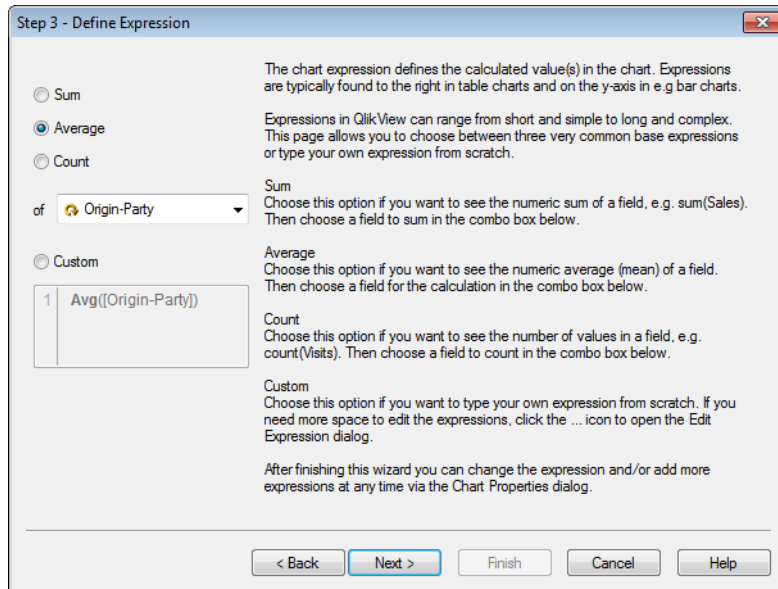 Step 3 - Define Expression
Sum
Average
Count
of Origin-Party
Custom
1 Avg([Origin-Party])
The chart expression defines the calculated value(s) in the chart. Expressions
are typically found to the right in table charts and on the y-axis in e.g bar charts.
Expressions in QlikView can range from short and simple to long and complex.
This page allows you to choose between three very common base expressions
or type your own expression from scratch.
Sum
Choose this option if you want to see the numeric sum of a field, e.g. sum(Sales).
Then choose a field to sum in the combo box below.
Average
Choose this option if you want to see the numeric average (mean) of a field.
Then choose a field for the calculation in the combo box below.
Count
Choose this option if you want to see the number of values in a field, e.g.
count(Visits). Then choose a field to count in the combo box below.
Custom
Choose this option if you want to type your own expression from scratch. If you
need more space to edit the expressions, click the ... icon to open the Edit
Expression dialog.
After finishing this wizard you can change the expression and/or add more
expressions at any time via the Chart Properties dialog.
< Back Next > Finish Cancel Help